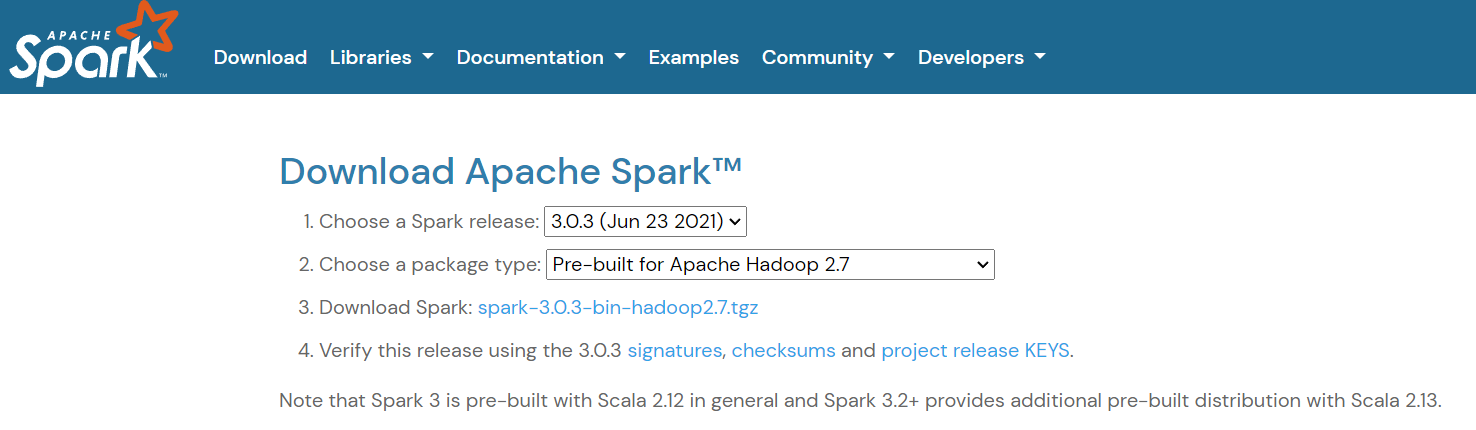 APACHE
Spark™
Download Libraries Documentation Examples Community Developers
Download Apache Spark™
1. Choose a Spark release: 3.0.3 (Jun 23 2021)
2. Choose a package type: Pre-built for Apache Hadoop 2.7
3. Download Spark: spark-3.0.3-bin-hadoop2.7.tgz
4. Verify this release using the 3.0.3 signatures, checksums and project release KEYS.
Note that Spark 3 is pre-built with Scala 2.12 in general and Spark 3.2+ provides additional pre-built distribution with Scala 2.13.